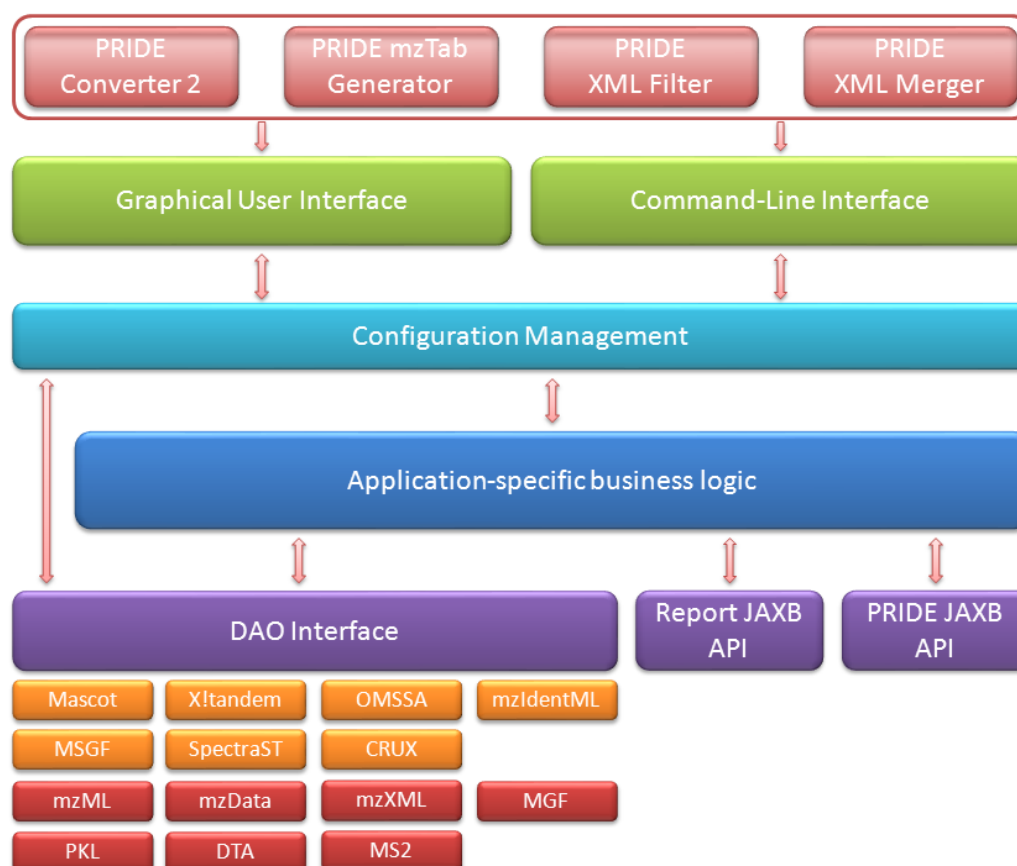 PRIDE
Converter 2
PRIDE mzTab
Generator
PRIDE
XML Filter
PRIDE
XML Merger
Graphical User Interface
Command-Line Interface
Configuration Management
Application-specific business logic
DAO Interface
Report JAXB
API
PRIDE JAXB
API
Mascot
X!tandem
OMSSA
mzIdentML
MSGF
SpectraST
CRUX
mzML
mzData
mzXML
MGF
PKL
DTA
MS2